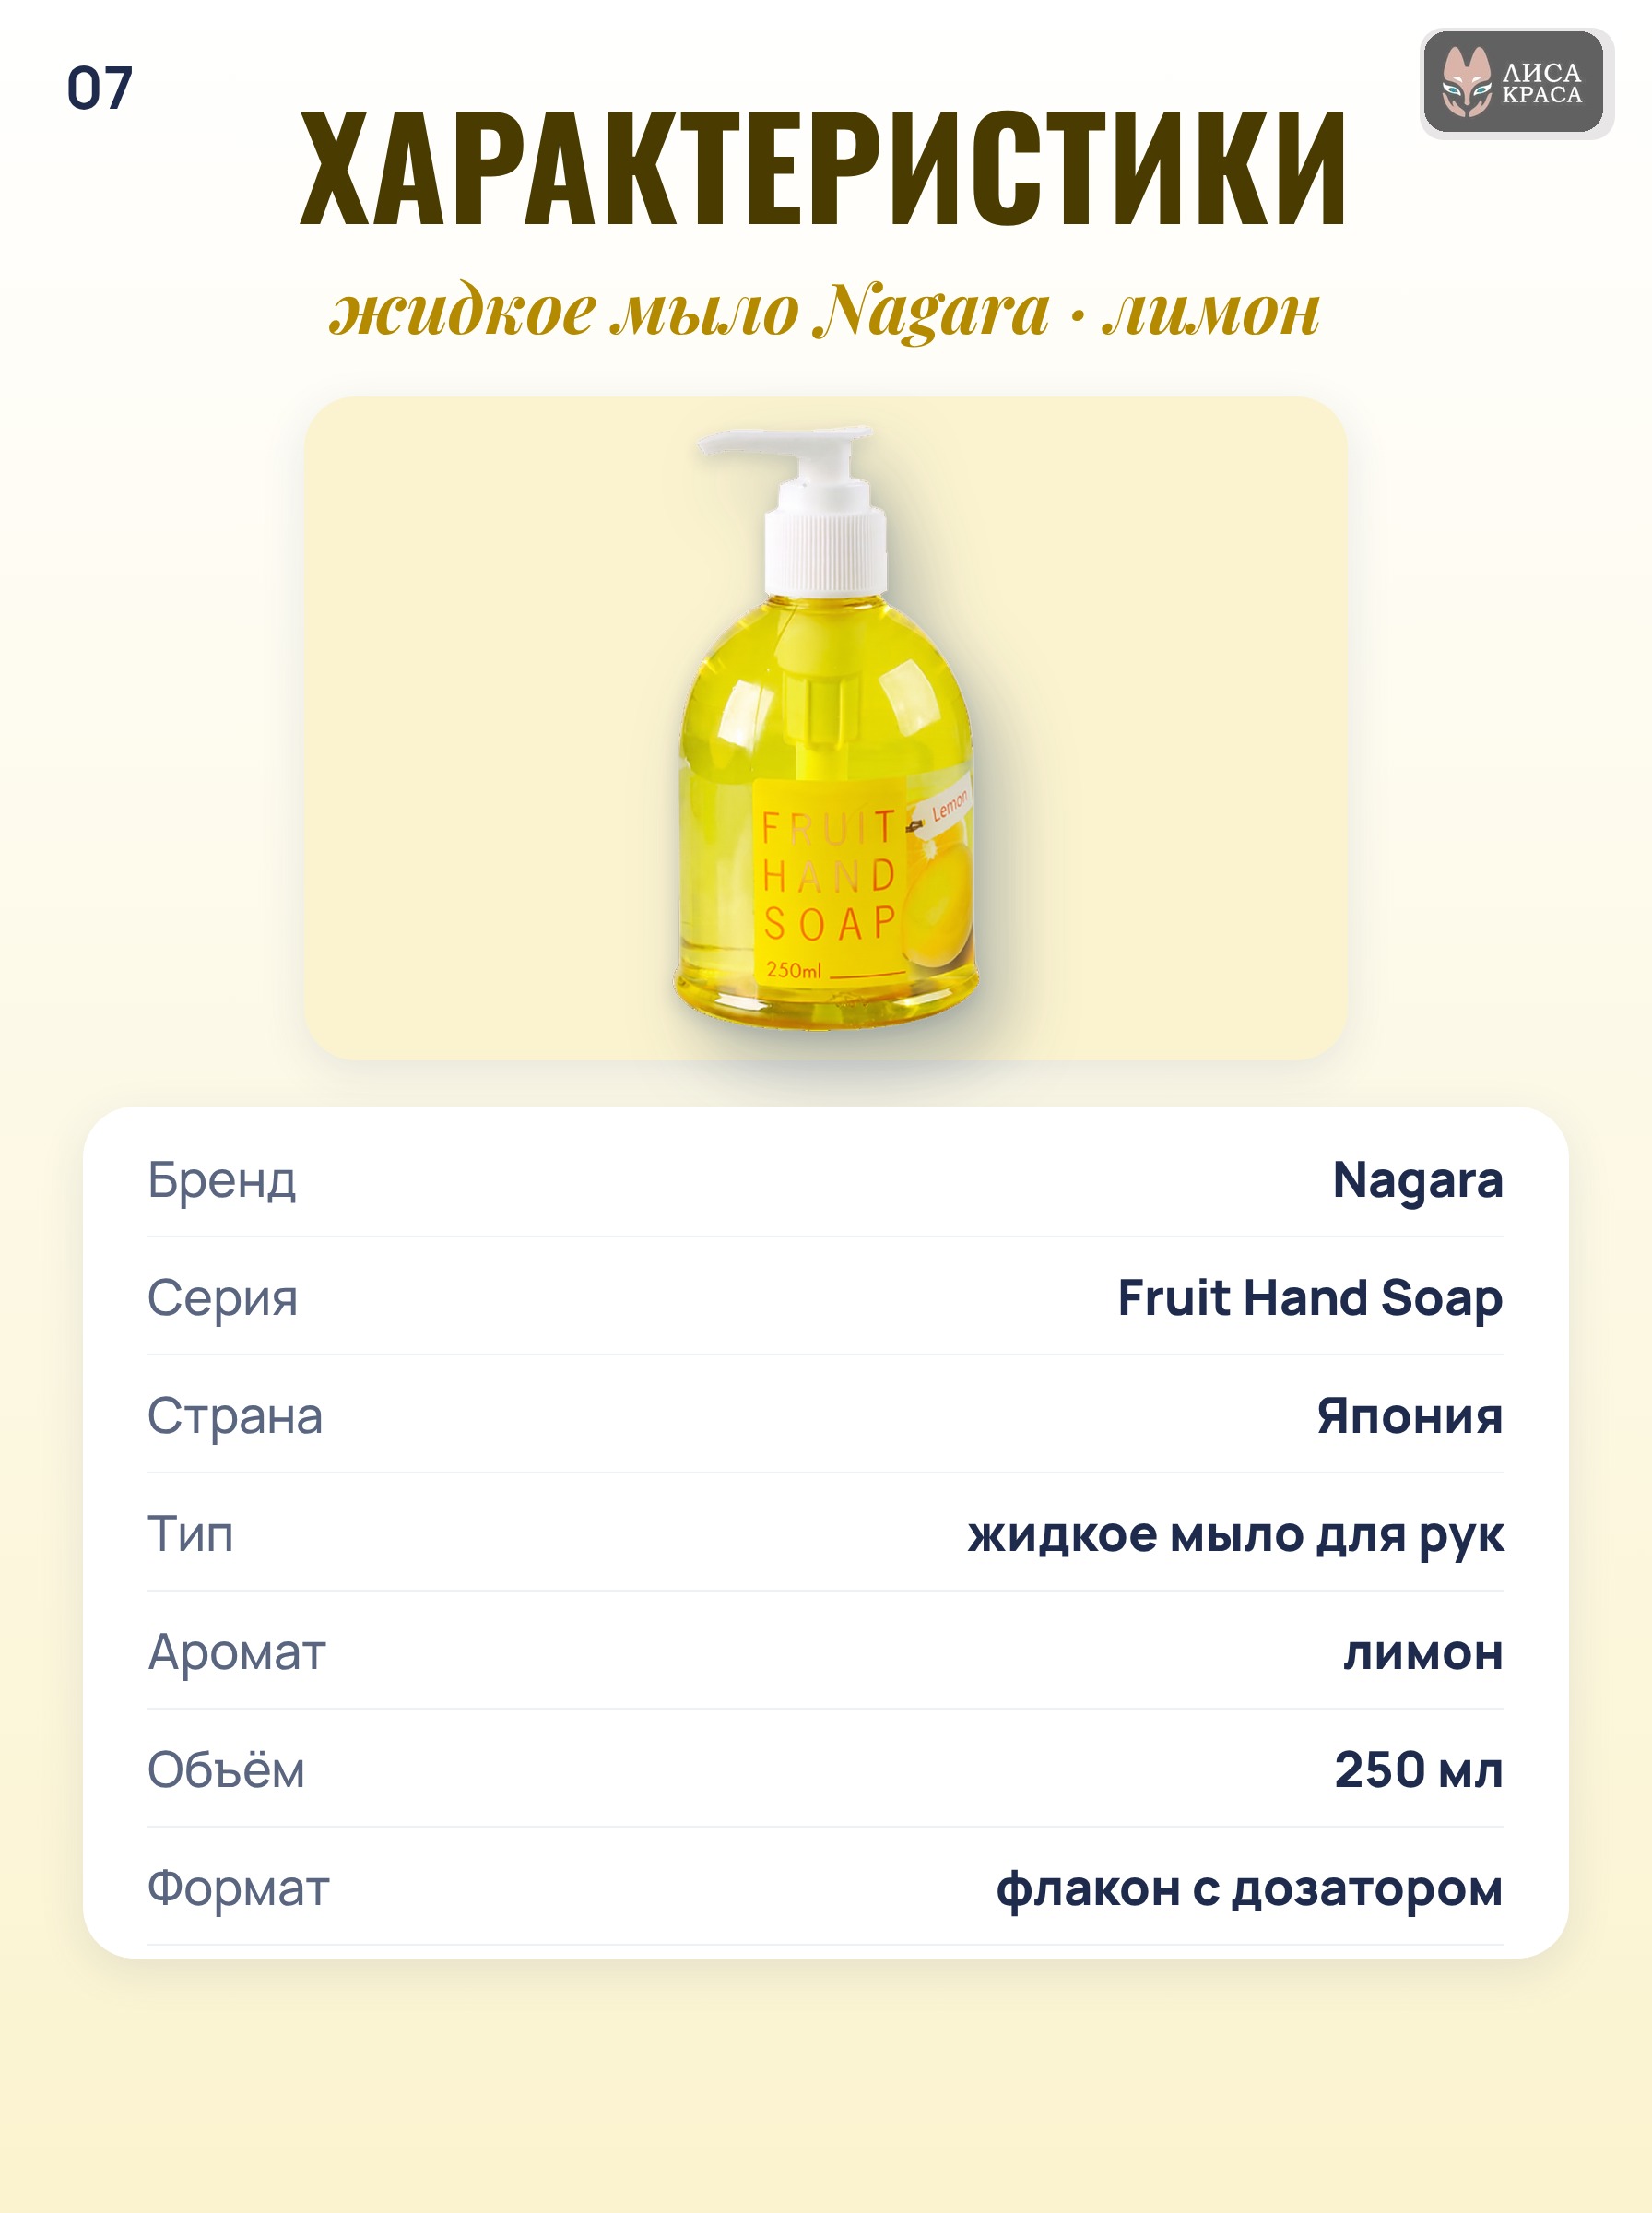 07
ЛИСА
КРАСА
ХАРАКТЕРИСТИКИ
жидкое мыло Nagara · лимон
Lemon
FRUIT
HAND
SOAP
250ml
Бренд Nagara
Серия Fruit Hand Soap
Страна Япония
Тип жидкое мыло для рук
Аромат лимон
Объём 250 мл
Формат флакон с дозатором